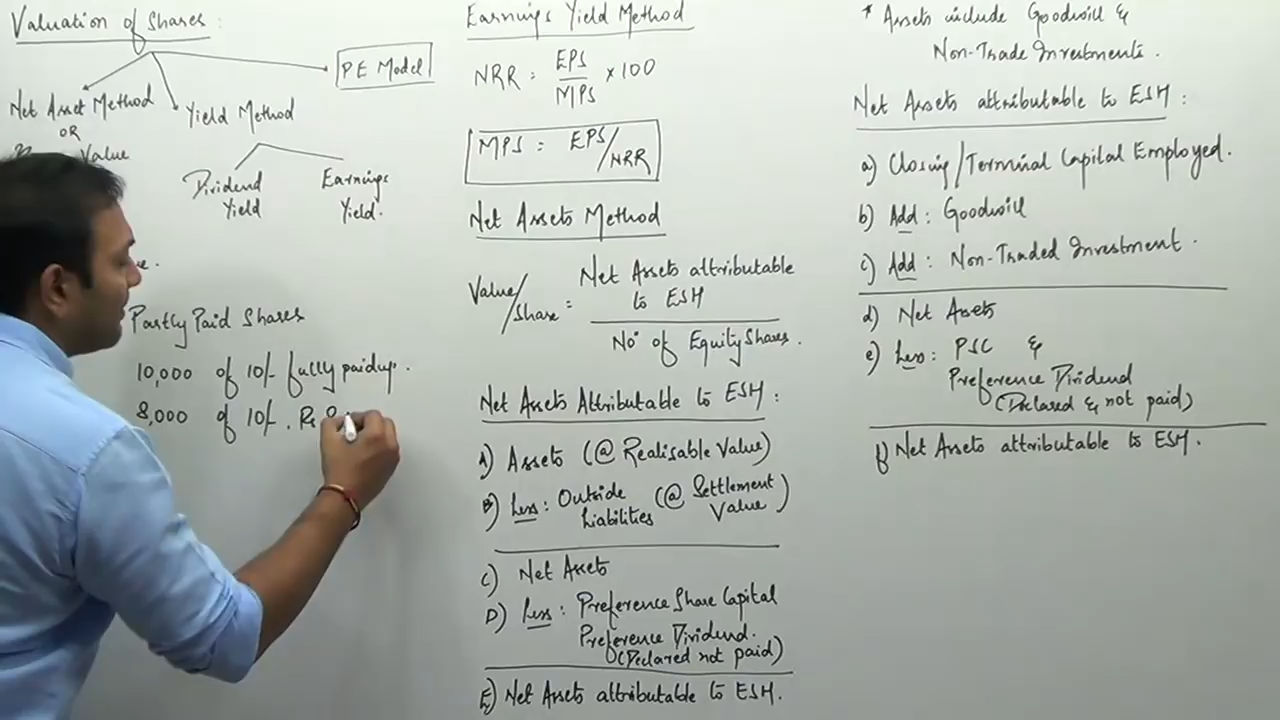 Valuation of Shares :
PE Model
Net Asset Method
OR
Value
Yield Method
Dividend
Yield
Earnings
Yield.
Partly Paid Shares
10,000 of 10/- fully paidup.
8,000 of 10/-. Rs
Earnings Yield Method
NRR = EPS/MPS × 100
MPS = EPS/NRR
Net Assets Method
Value/Share = Net Assets attributable
to ESH
No of Equity Shares.
Net Assets Attributable to ESH :
A) Assets (@ Realisable Value)
B) Less : Outside Liabilities (@ Settlement Value)
C) Net Assets
D) Less : Preference Share Capital
Preference Dividend.
(Declared not paid)
E) Net Assets attributable to ESH.
* Assets include Goodwill &
Non-Trade Investments.
Net Assets attributable to ESH :
a) Closing/Terminal Capital Employed.
b) Add : Goodwill
c) Add : Non-Traded Investment.
d) Net Assets
e) Less : PSC &
Preference Dividend
(Declared & not paid)
f) Net Assets attributable to ESH.